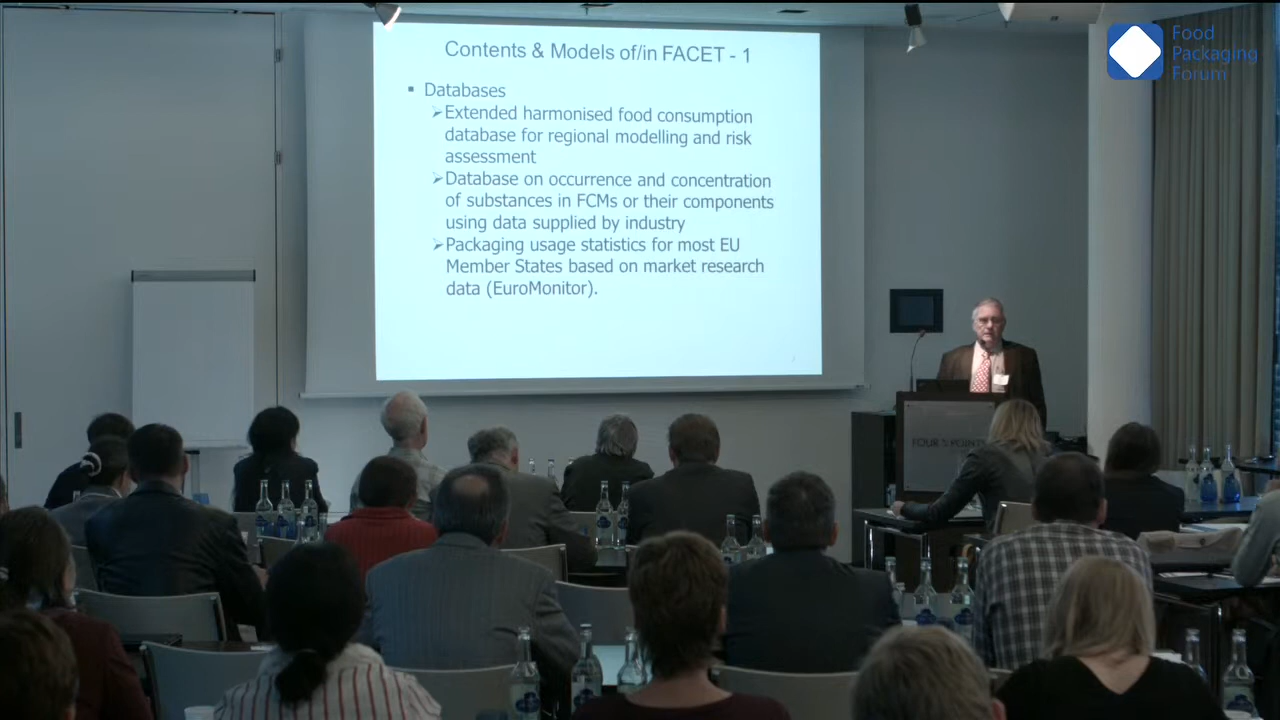 Contents & Models of/in FACET - 1
Databases
Extended harmonised food consumption
database for regional modelling and risk
assessment
Database on occurrence and concentration
of substances in FCMs or their components
using data supplied by industry
Packaging usage statistics for most EU
Member States based on market research
data (EuroMonitor).
Food
Packaging
Forum
FOUR POINTS